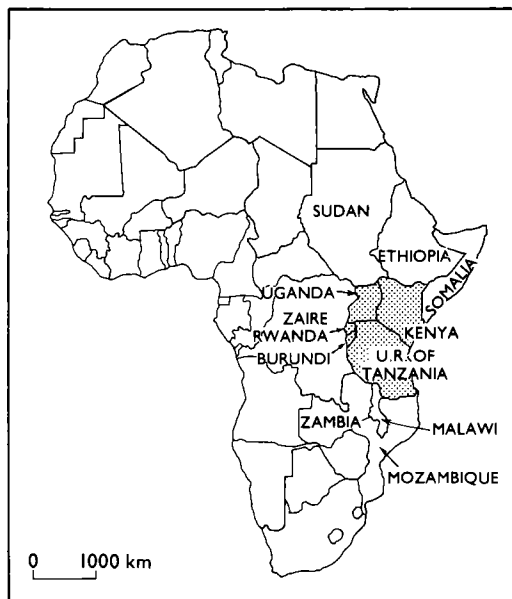 SUDAN
ETHIOPIA
SOMALIA
UGANDA
ZAIRE
RWANDA
KENYA
BURUNDI
U.R. OF
TANZANIA
ZAMBIA
MALAWI
MOZAMBIQUE
0 1000 km